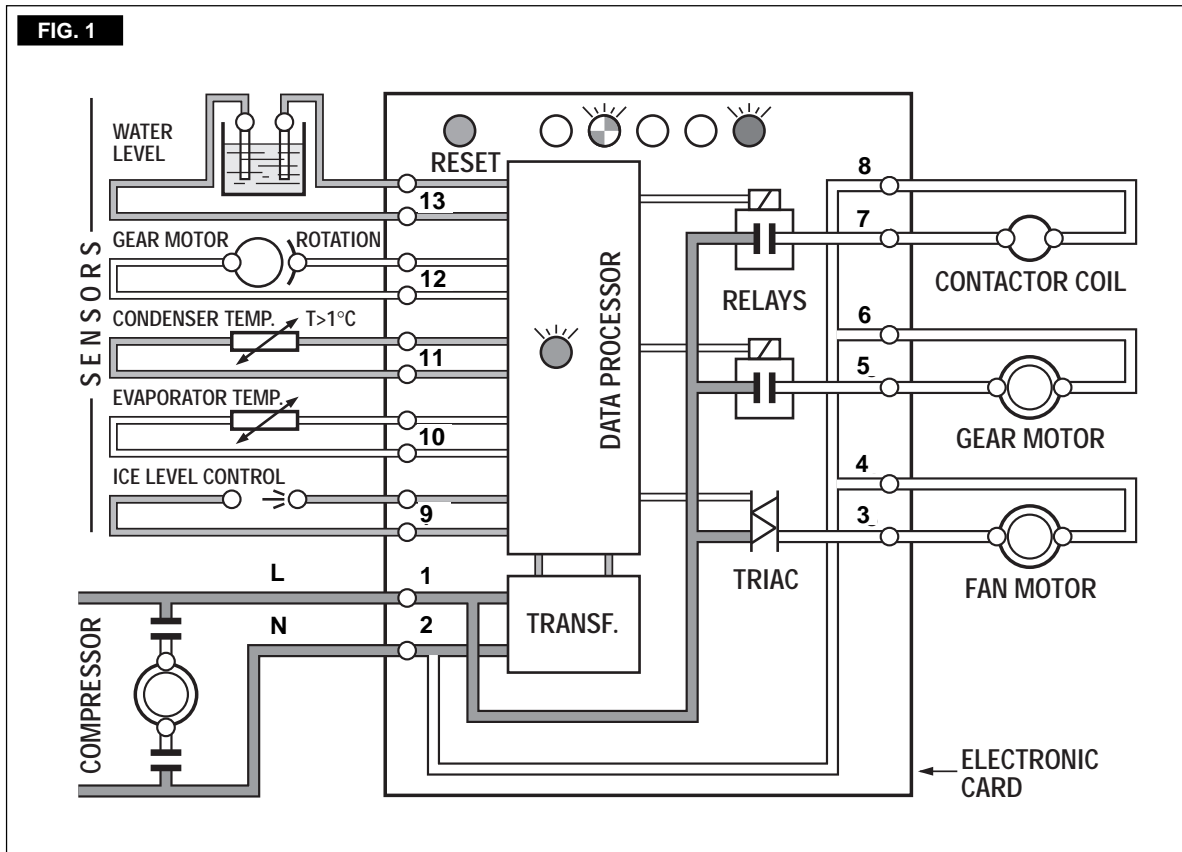 FIG. 1
WATER
LEVEL
RESET
13
GEAR MOTOR ROTATION
12
CONDENSER TEMP. T>1°C
11
EVAPORATOR TEMP.
10
ICE LEVEL CONTROL
9
SENSORS
DATA PROCESSOR
L 1
N 2
TRANSF.
COMPRESSOR
RELAYS
TRIAC
8
7
CONTACTOR COIL
6
5
GEAR MOTOR
4
3
FAN MOTOR
ELECTRONIC
CARD